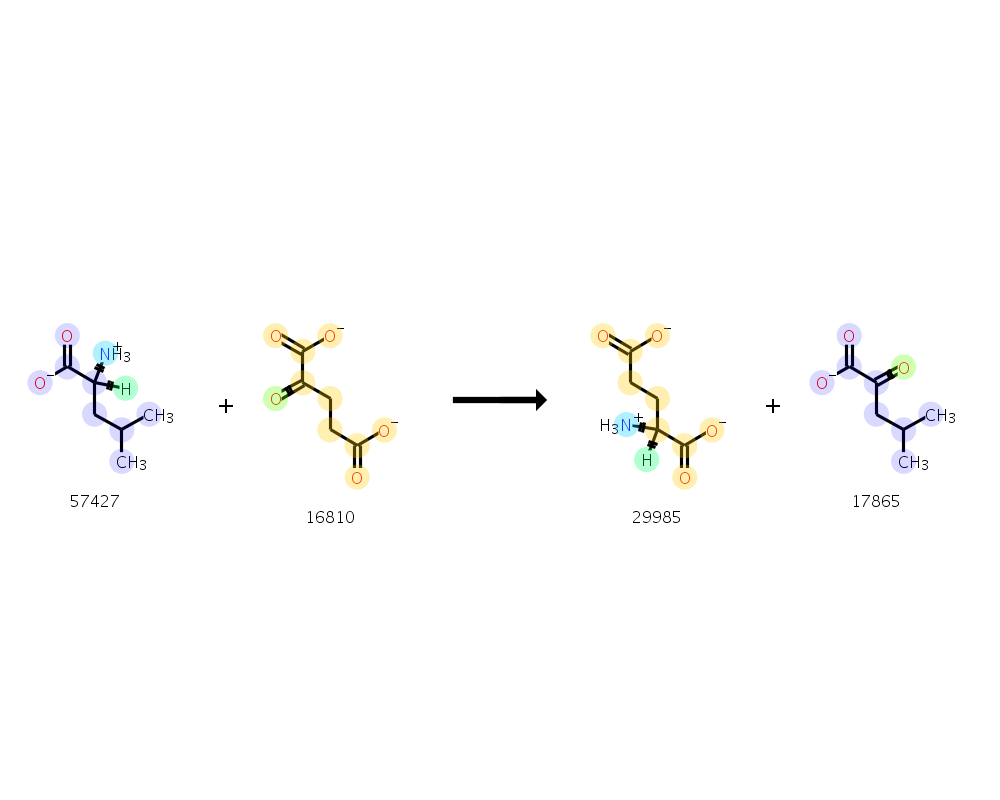 O O O⁻ O O⁻ O
NH₃⁺ H₃N⁺
O⁻ H O O⁻ O O⁻ O⁻
CH₃ CH₃
+ +
CH₃ O H O CH₃
57427 16810 29985 17865